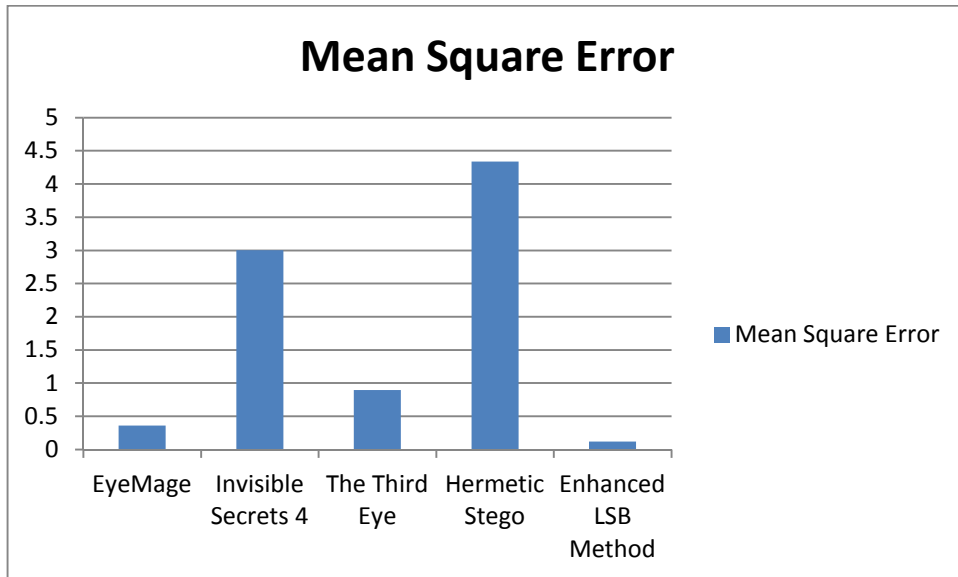 Mean Square Error
5
4.5
4
3.5
3
2.5
2
1.5
1
0.5
0
EyeMage
Invisible
Secrets 4
The Third
Eye
Hermetic
Stego
Enhanced
LSB
Method
Mean Square Error